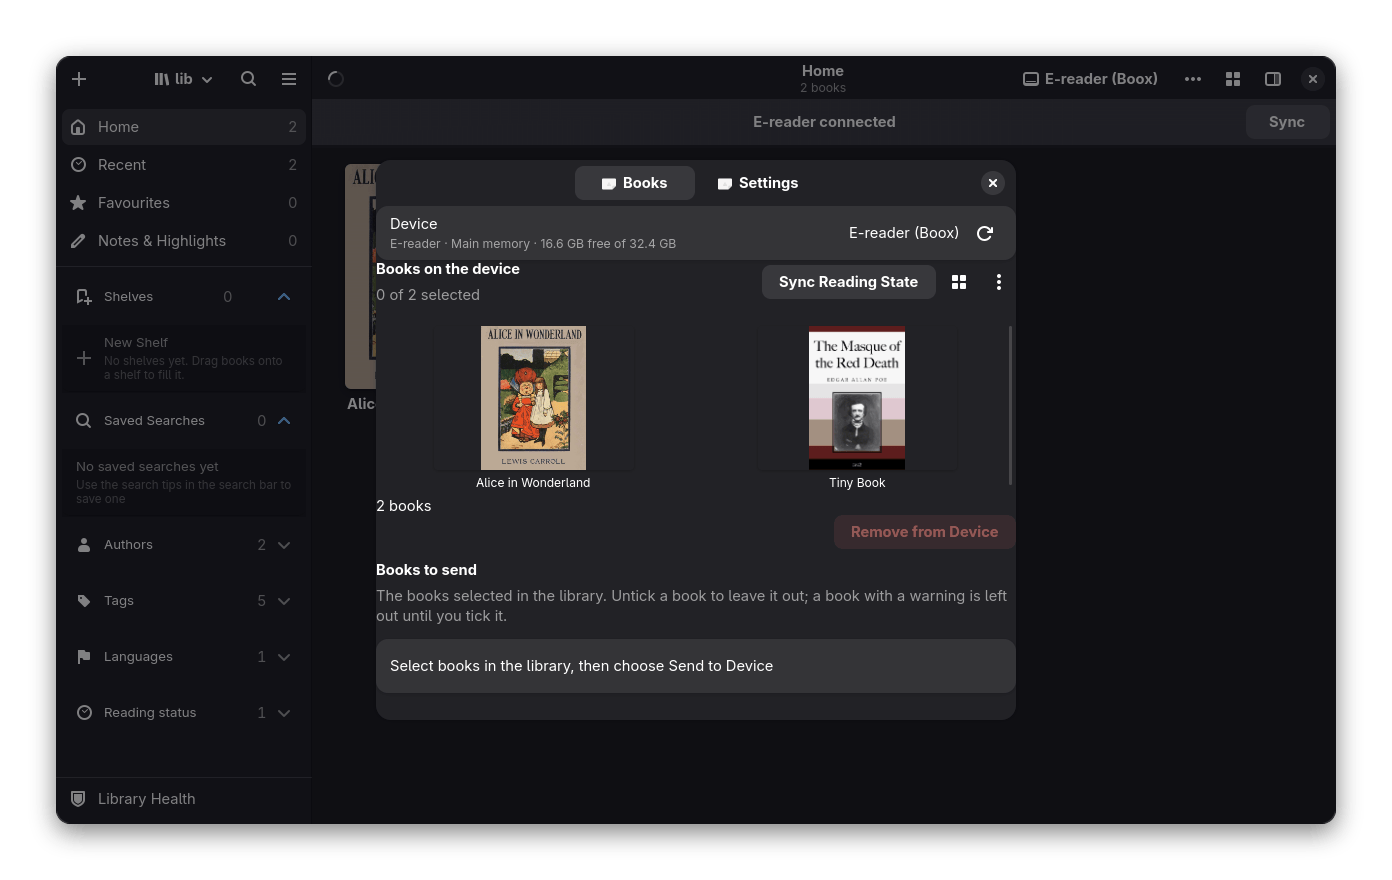 lib
Home
2 books
E-reader (Boox)
E-reader connected
Sync
Home 2
Recent 2
Favourites 0
Notes & Highlights 0
Shelves 0
New Shelf
No shelves yet. Drag books onto
a shelf to fill it.
Saved Searches 0
No saved searches yet
Use the search tips in the search bar to
save one
Authors 2
Tags 5
Languages 1
Reading status 1
Library Health
ALIC
Alic
Books
Settings
Device
E-reader · Main memory · 16.6 GB free of 32.4 GB
E-reader (Boox)
Books on the device
0 of 2 selected
Sync Reading State
ALICE IN WONDERLAND
LEWIS CARROLL
Alice in Wonderland
The Masque of
the Red Death
EDGAR ALLAN POE
Tiny Book
2 books
Remove from Device
Books to send
The books selected in the library. Untick a book to leave it out; a book with a warning is left
out until you tick it.
Select books in the library, then choose Send to Device